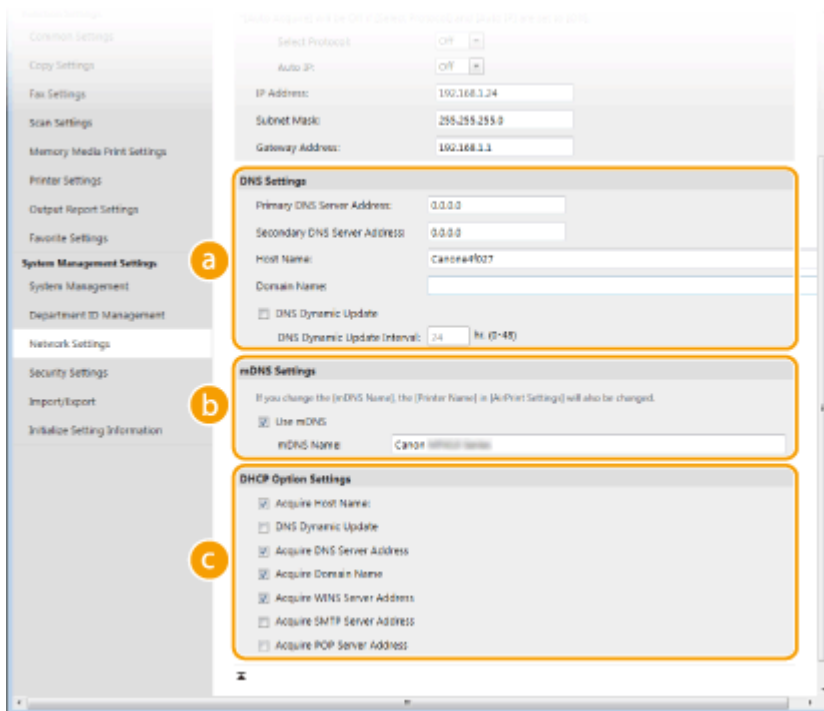 Common Settings
Copy Settings
Fax Settings
Scan Settings
Memory Media Print Settings
Printer Settings
Output Report Settings
Favorite Settings
System Management Settings
System Management
Department ID Management
Network Settings
Security Settings
Import/Export
Initialize Setting Information
Select Protocol: Off
Auto IP: Off
IP Address: 192.168.1.24
Subnet Mask: 255.255.255.0
Gateway Address: 192.168.1.1
a
DNS Settings
Primary DNS Server Address: 0.0.0.0
Secondary DNS Server Address: 0.0.0.0
Host Name: Canona4f027
Domain Name:
DNS Dynamic Update
DNS Dynamic Update Interval: 24 hr. (0-48)
b
mDNS Settings
If you change the [mDNS Name], the [Printer Name] in [AirPrint Settings] will also be changed.
Use mDNS
mDNS Name: Canon
c
DHCP Option Settings
Acquire Host Name:
DNS Dynamic Update
Acquire DNS Server Address
Acquire Domain Name
Acquire WINS Server Address
Acquire SMTP Server Address
Acquire POP Server Address